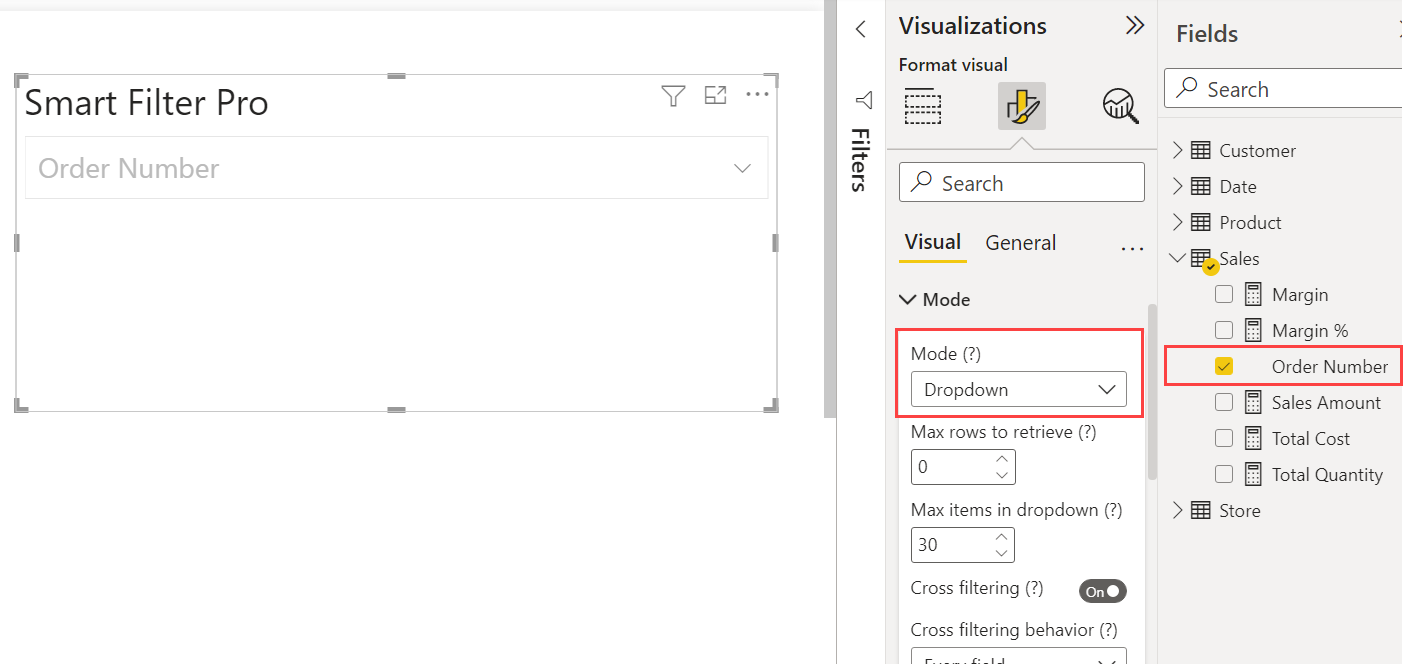 Smart Filter Pro
Order Number
Filters
Visualizations
Format visual
Search
Visual
General
Mode
Mode (?)
Dropdown
Max rows to retrieve (?)
0
Max items in dropdown (?)
30
Cross filtering (?)
On
Cross filtering behavior (?)
Every field
Fields
Search
Customer
Date
Product
Sales
Margin
Margin %
Order Number
Sales Amount
Total Cost
Total Quantity
Store